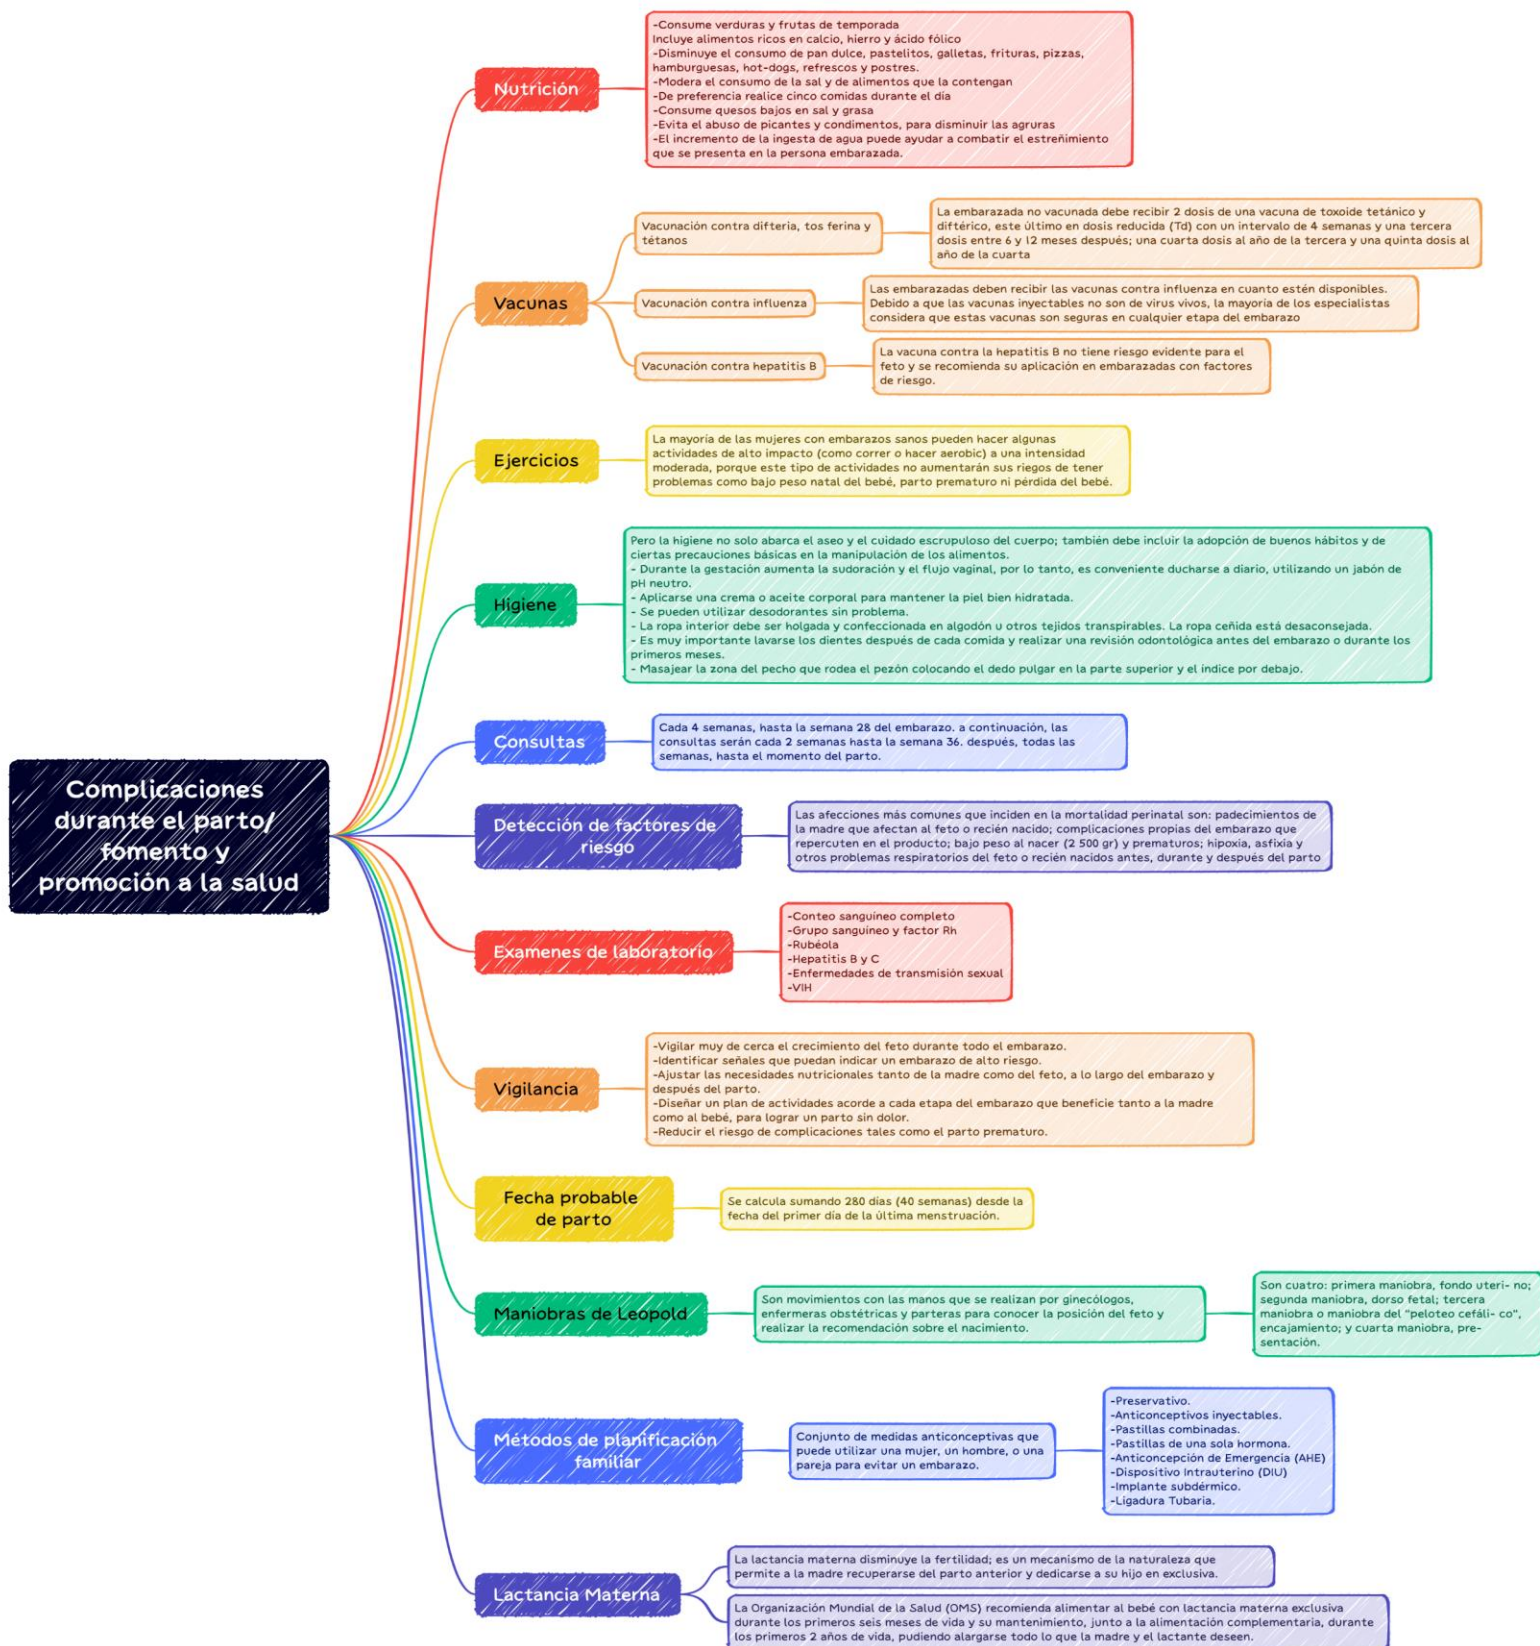 Complicaciones
durante el parto/
fomento y
promoción a la salud
Nutrición
-Consume verduras y frutas de temporada
Incluye alimentos ricos en calcio, hierro y ácido fólico
-Disminuye el consumo de pan dulce, pastelitos, galletas, frituras, pizzas,
hamburguesas, hot-dogs, refrescos y postres.
-Modera el consumo de la sal y de alimentos que la contengan
-De preferencia realice cinco comidas durante el día
-Consume quesos bajos en sal y grasa
-Evita el abuso de picantes y condimentos, para disminuir las agruras
-El incremento de la ingesta de agua puede ayudar a combatir el estreñimiento
que se presenta en la persona embarazada.
Vacunas
Vacunación contra difteria, tos ferina y
tétanos
La embarazada no vacunada debe recibir 2 dosis de una vacuna de toxoide tetánico y
diftérico, este último en dosis reducida (Td) con un intervalo de 4 semanas y una tercera
dosis entre 6 y 12 meses después; una cuarta dosis al año de la tercera y una quinta dosis al
año de la cuarta
Vacunación contra influenza
Las embarazadas deben recibir las vacunas contra influenza en cuanto estén disponibles.
Debido a que las vacunas inyectables no son de virus vivos, la mayoría de los especialistas
considera que estas vacunas son seguras en cualquier etapa del embarazo
Vacunación contra hepatitis B
La vacuna contra la hepatitis B no tiene riesgo evidente para el
feto y se recomienda su aplicación en embarazadas con factores
de riesgo.
Ejercicios
La mayoría de las mujeres con embarazos sanos pueden hacer algunas
actividades de alto impacto (como correr o hacer aerobic) a una intensidad
moderada, porque este tipo de actividades no aumentarán sus riegos de tener
problemas como bajo peso natal del bebé, parto prematuro ni pérdida del bebé.
Higiene
Pero la higiene no solo abarca el aseo y el cuidado escrupuloso del cuerpo; también debe incluir la adopción de buenos hábitos y de
ciertas precauciones básicas en la manipulación de los alimentos.
- Durante la gestación aumenta la sudoración y el flujo vaginal, por lo tanto, es conveniente ducharse a diario, utilizando un jabón de
pH neutro.
- Aplicarse una crema o aceite corporal para mantener la piel bien hidratada.
- Se pueden utilizar desodorantes sin problema.
- La ropa interior debe ser holgada y confeccionada en algodón u otros tejidos transpirables. La ropa ceñida está desaconsejada.
- Es muy importante lavarse los dientes después de cada comida y realizar una revisión odontológica antes del embarazo o durante los
primeros meses.
- Masajear la zona del pecho que rodea el pezón colocando el dedo pulgar en la parte superior y el índice por debajo.
Consultas
Cada 4 semanas, hasta la semana 28 del embarazo. a continuación, las
consultas serán cada 2 semanas hasta la semana 36. después, todas las
semanas, hasta el momento del parto.
Detección de factores de
riesgo
Las afecciones más comunes que inciden en la mortalidad perinatal son: padecimientos de
la madre que afectan al feto o recién nacido; complicaciones propias del embarazo que
repercuten en el producto; bajo peso al nacer (2 500 gr) y prematuros; hipoxia, asfixia y
otros problemas respiratorios del feto o recién nacidos antes, durante y después del parto
Examenes de laboratorio
-Conteo sanguíneo completo
-Grupo sanguíneo y factor Rh
-Rubéola
-Hepatitis B y C
-Enfermedades de transmisión sexual
-VIH
Vigilancia
-Vigilar muy de cerca el crecimiento del feto durante todo el embarazo.
-Identificar señales que puedan indicar un embarazo de alto riesgo.
-Ajustar las necesidades nutricionales tanto de la madre como del feto, a lo largo del embarazo y
después del parto.
-Diseñar un plan de actividades acorde a cada etapa del embarazo que beneficie tanto a la madre
como al bebé, para lograr un parto sin dolor.
-Reducir el riesgo de complicaciones tales como el parto prematuro.
Fecha probable
de parto
Se calcula sumando 280 días (40 semanas) desde la
fecha del primer día de la última menstruación.
Maniobras de Leopold
Son movimientos con las manos que se realizan por ginecólogos,
enfermeras obstétricas y parteras para conocer la posición del feto y
realizar la recomendación sobre el nacimiento.
Son cuatro: primera maniobra, fondo uteri- no;
segunda maniobra, dorso fetal; tercera
maniobra o maniobra del "peloteo cefáli- co",
encajamiento; y cuarta maniobra, pre-
sentación.
Métodos de planificación
familiar
Conjunto de medidas anticonceptivas que
puede utilizar una mujer, un hombre, o una
pareja para evitar un embarazo.
-Preservativo.
-Anticonceptivos inyectables.
-Pastillas combinadas.
-Pastillas de una sola hormona.
-Anticoncepción de Emergencia (AHE)
-Dispositivo Intrauterino (DIU)
-Implante subdérmico.
-Ligadura Tubaria.
Lactancia Materna
La lactancia materna disminuye la fertilidad; es un mecanismo de la naturaleza que
permite a la madre recuperarse del parto anterior y dedicarse a su hijo en exclusiva.
La Organización Mundial de la Salud (OMS) recomienda alimentar al bebé con lactancia materna exclusiva
durante los primeros seis meses de vida y su mantenimiento, junto a la alimentación complementaria, durante
los primeros 2 años de vida, pudiendo alargarse todo lo que la madre y el lactante deseen.